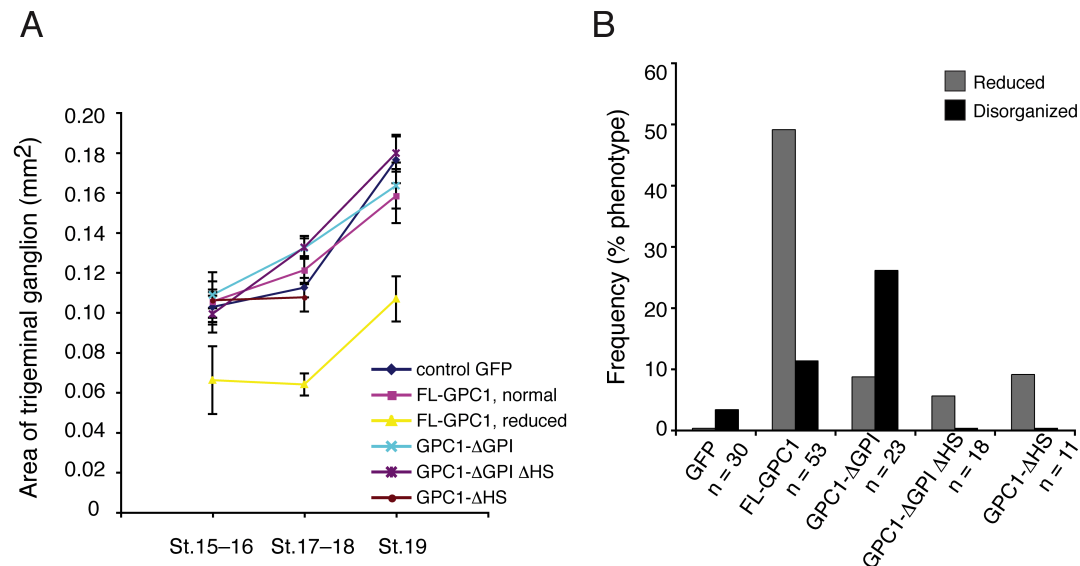 A
Area of trigeminal ganglion (mm2)
0.20
0.18
0.16
0.14
0.12
0.10
0.08
0.06
0.04
0.02
0
St.15–16
St.17–18
St.19
control GFP
FL-GPC1, normal
FL-GPC1, reduced
GPC1-ΔGPI
GPC1-ΔGPI ΔHS
GPC1-ΔHS
B
Frequency (% phenotype)
60
50
40
30
20
10
0
Reduced
Disorganized
GFP
n = 30
FL-GPC1
n = 53
GPC1-ΔGPI
n = 23
GPC1-ΔGPI ΔHS
n = 18
GPC1-ΔHS
n = 11